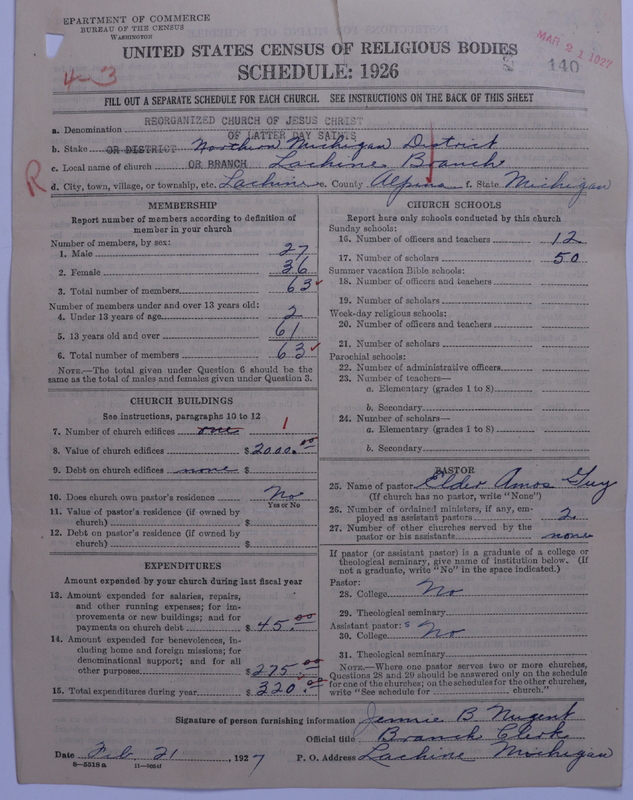 EPARTMENT OF COMMERCE
BUREAU OF THE CENSUS
WASHINGTON
UNITED STATES CENSUS OF RELIGIOUS BODIES
MAR 21 1927
4-3
SCHEDULE: 1926
140
FILL OUT A SEPARATE SCHEDULE FOR EACH CHURCH. SEE INSTRUCTIONS ON THE BACK OF THIS SHEET
a. Denomination REORGANIZED CHURCH OF JESUS CHRIST
OF LATTER DAY SAINTS
b. Stake OR DISTRICT Northern Michigan District
c. Local name of church OR BRANCH Lachine Branch
R d. City, town, village, or township, etc. Lachine e. County Alpina f. State Michigan
MEMBERSHIP
Report number of members according to definition of
member in your church
Number of members, by sex:
1. Male 27
2. Female 36
3. Total number of members 63
Number of members under and over 13 years old:
4. Under 13 years of age 2
5. 13 years old and over 61
6. Total number of members 63
NOTE.—The total given under Question 6 should be
same as the total of males and females given under Question 3.
CHURCH BUILDINGS
See instructions, paragraphs 10 to 12
7. Number of church edifices one 1
8. Value of church edifices $2000.00
9. Debt on church edifices none $
10. Does church own pastor's residence No
Yes or No
11. Value of pastor's residence (if owned by
church) $
12. Debt on pastor's residence (if owned by
church) $
EXPENDITURES
Amount expended by your church during last fiscal year
13. Amount expended for salaries, repairs,
and other running expenses; for im-
provements or new buildings; and for
payments on church debt $45.00
14. Amount expended for benevolences, in-
cluding home and foreign missions; for
denominational support; and for all
other purposes $275.00
15. Total expenditures during year $320.00
CHURCH SCHOOLS
Report here only schools conducted by this church
Sunday schools:
16. Number of officers and teachers 12
17. Number of scholars 50
Summer vacation Bible schools:
18. Number of officers and teachers
19. Number of scholars
Week-day religious schools:
20. Number of officers and teachers
21. Number of scholars
Parochial schools:
22. Number of administrative officers
23. Number of teachers—
a. Elementary (grades 1 to 8)
b. Secondary
24. Number of scholars—
a. Elementary (grades 1 to 8)
b. Secondary
PASTOR
25. Name of pastor Elder Amos Guy
(If church has no pastor, write "None")
26. Number of ordained ministers, if any, em-
ployed as assistant pastors 2
27. Number of other churches served by the
pastor or his assistants none
If pastor (or assistant pastor) is a graduate of a college or
theological seminary, give name of institution below. (If
not a graduate, write "No" in the space indicated.)
Pastor:
28. College No
29. Theological seminary
Assistant pastor: s
30. College No
31. Theological seminary
NOTE.—Where one pastor serves two or more churches,
Questions 28 and 29 should be answered only on the schedule
for one of the churches; on the schedules for the other churches,
write "See schedule for church."
Signature of person furnishing information Jennie B Nugent
Official title Branch Clerk
Date Feb. 21, 1927 P. O. Address Lachine Michigan
8-5518a